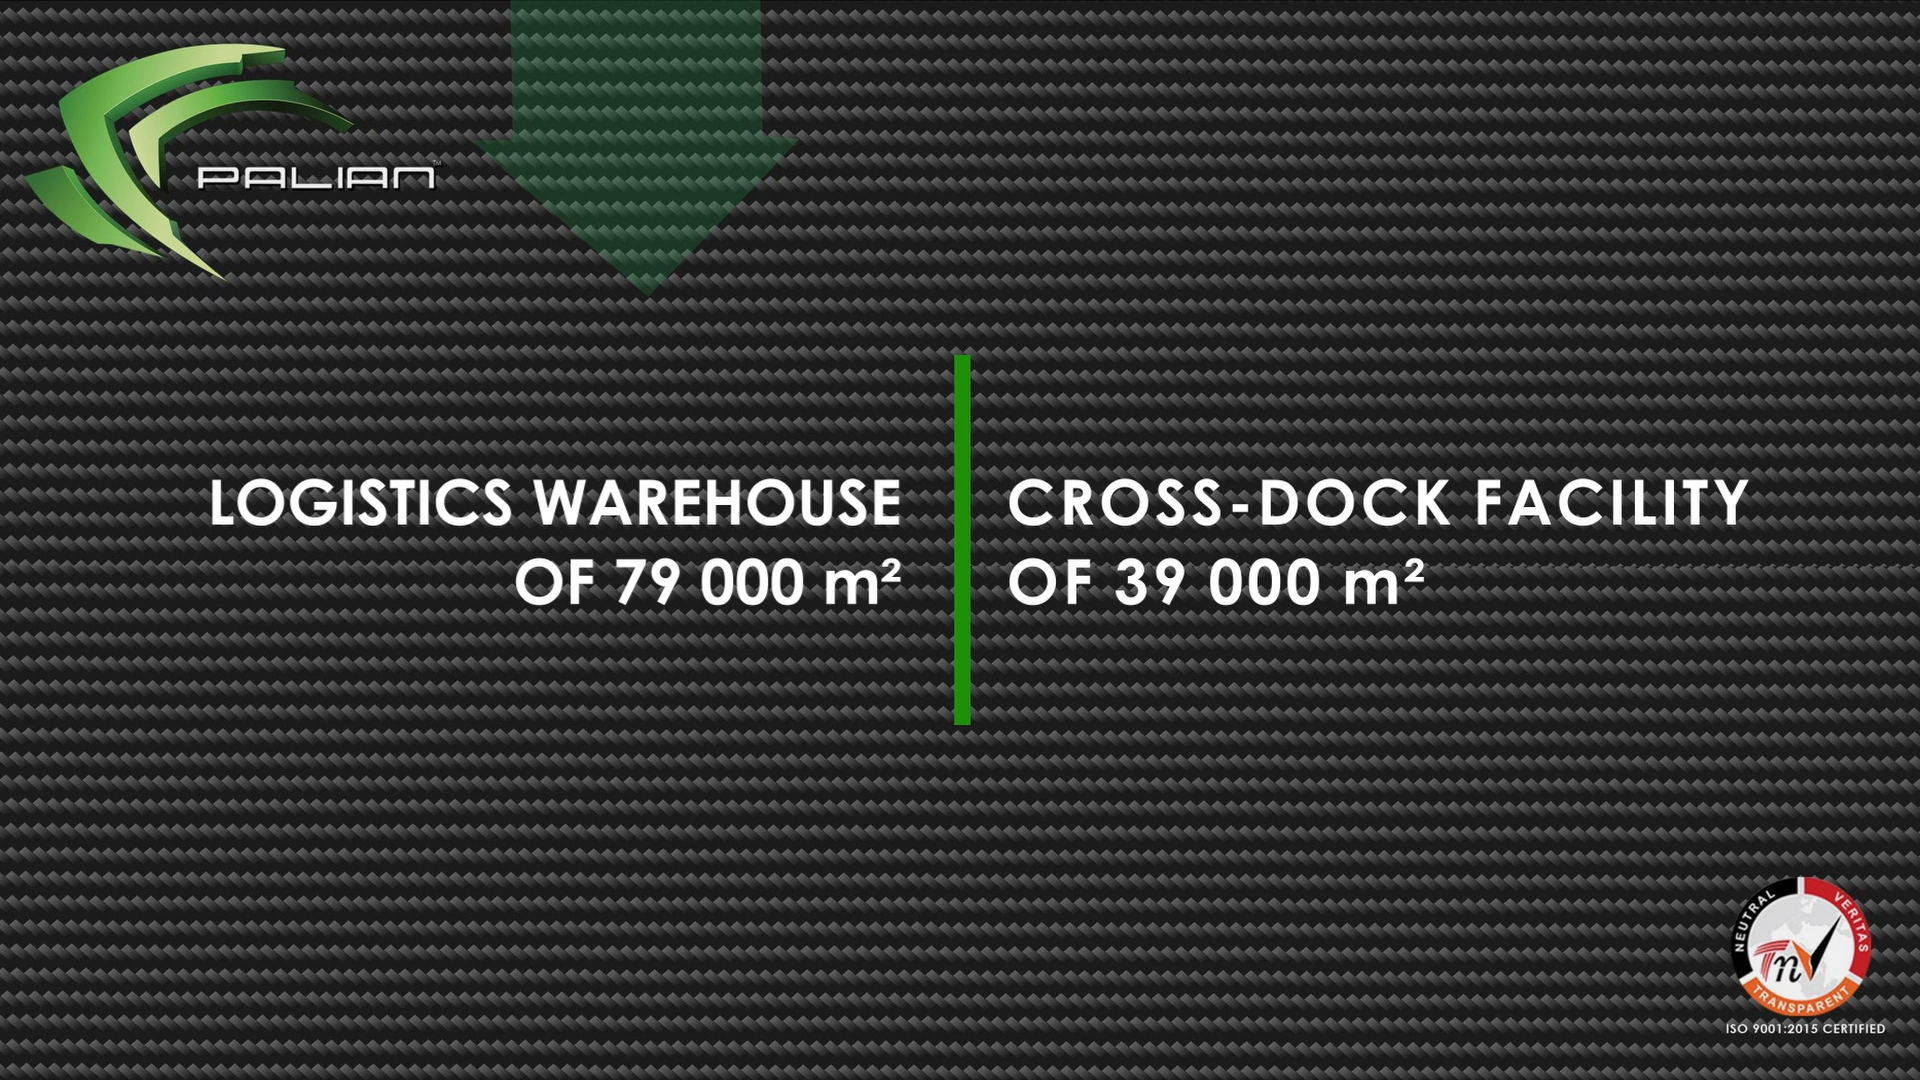 PALIAN™
LOGISTICS WAREHOUSE
OF 79 000 m²
CROSS-DOCK FACILITY
OF 39 000 m²
NEUTRAL
VERITAS
TRANSPARENT
TnV
ISO 9001:2015 CERTIFIED